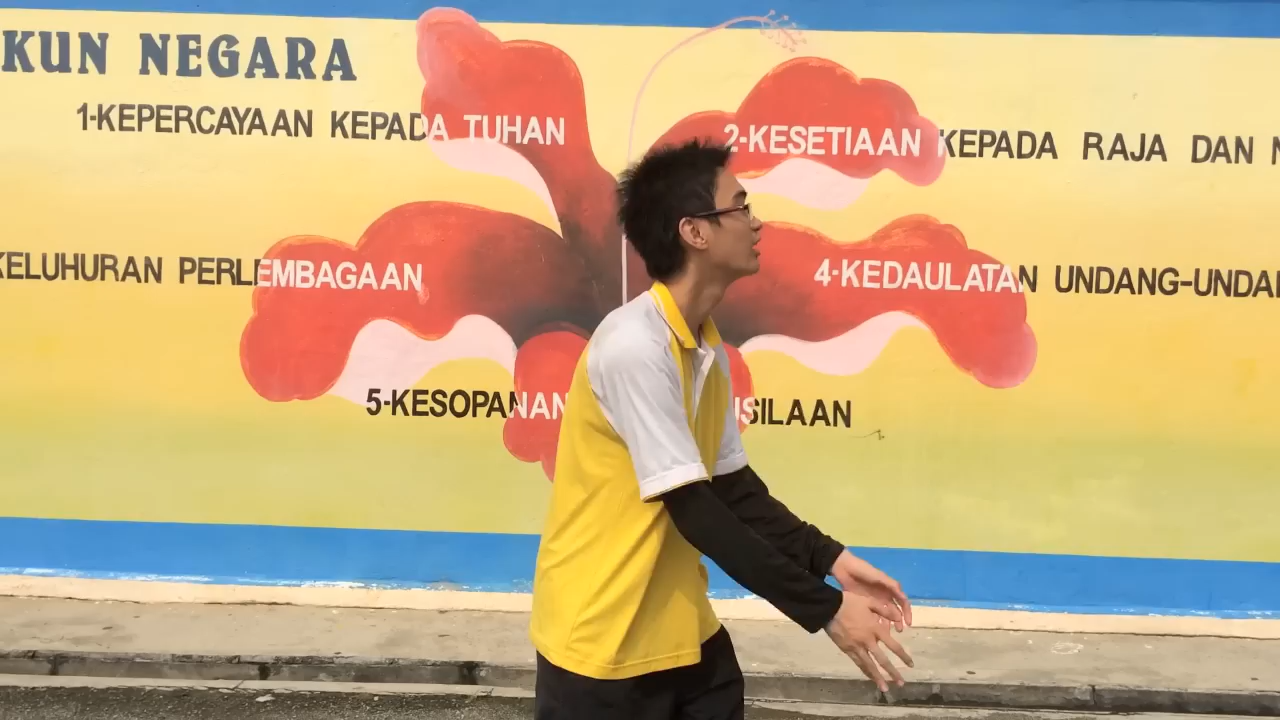 KUN NEGARA
1-KEPERCAYAAN KEPADA TUHAN
2-KESETIAAN KEPADA RAJA DAN
KELUHURAN PERLEMBAGAAN
4-KEDAULATAN UNDANG-UNDA
5-KESOPANAN SILAAN